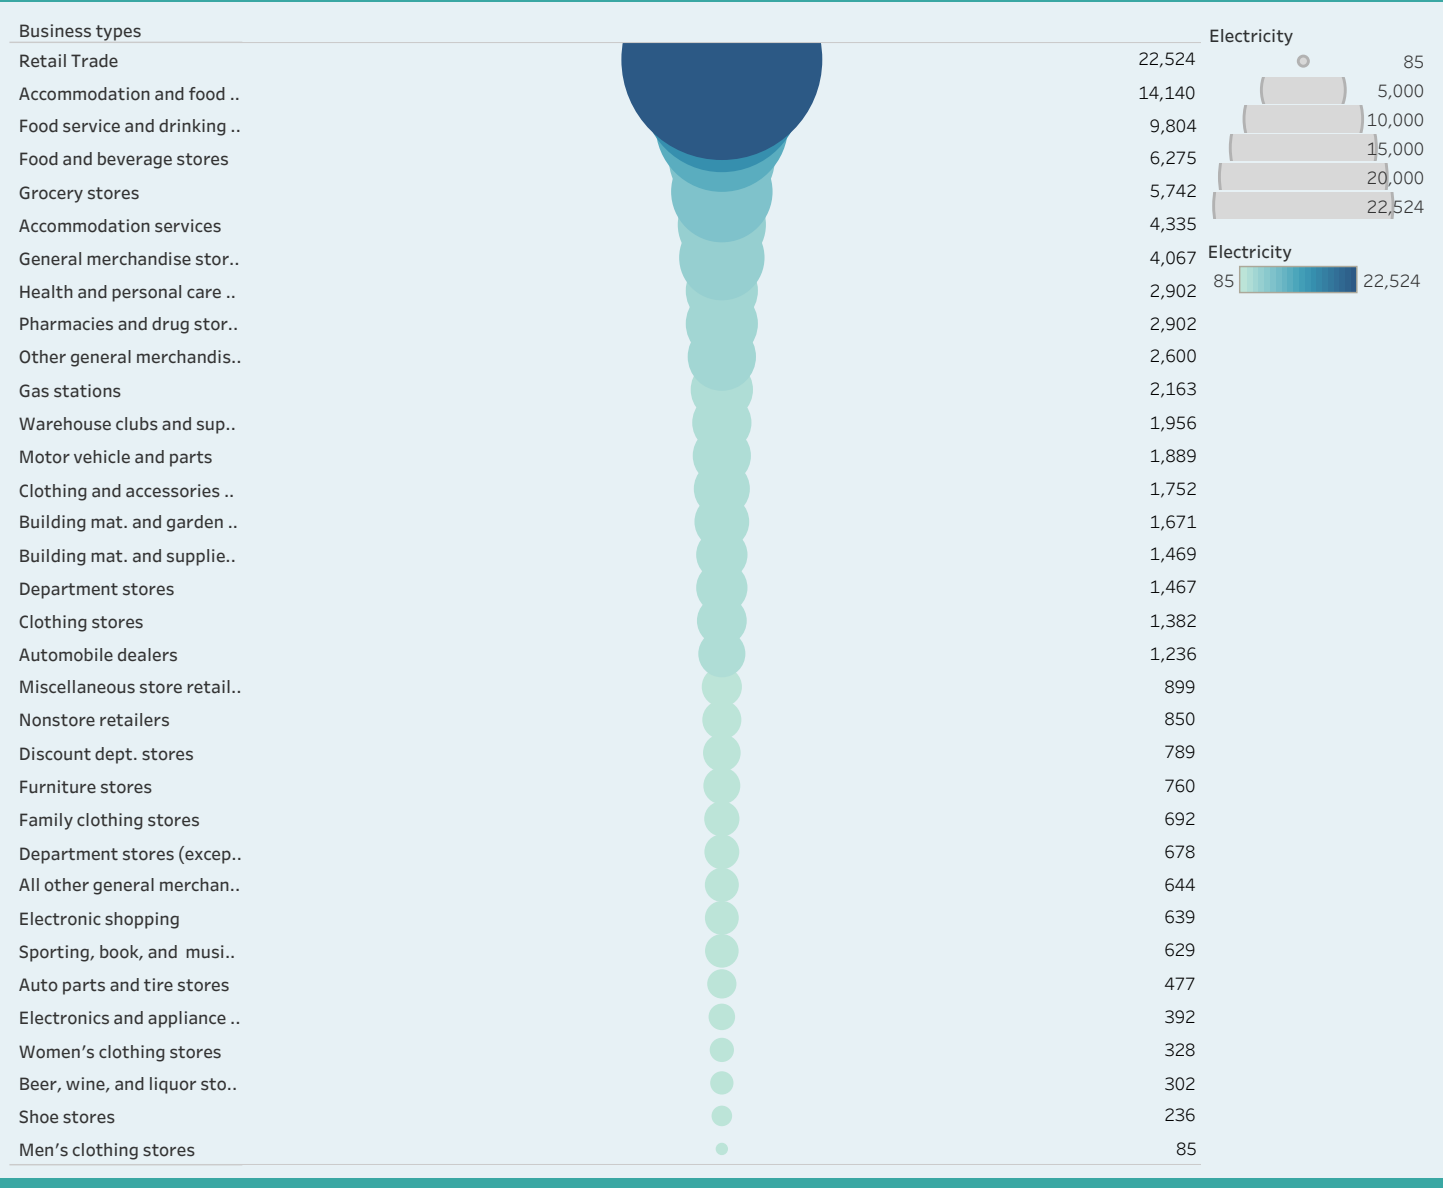 Business types
Retail Trade 22,524
Accommodation and food .. 14,140
Food service and drinking .. 9,804
Food and beverage stores 6,275
Grocery stores 5,742
Accommodation services 4,335
General merchandise stor.. 4,067
Health and personal care .. 2,902
Pharmacies and drug stor.. 2,902
Other general merchandis.. 2,600
Gas stations 2,163
Warehouse clubs and sup.. 1,956
Motor vehicle and parts 1,889
Clothing and accessories .. 1,752
Building mat. and garden .. 1,671
Building mat. and supplie.. 1,469
Department stores 1,467
Clothing stores 1,382
Automobile dealers 1,236
Miscellaneous store retail.. 899
Nonstore retailers 850
Discount dept. stores 789
Furniture stores 760
Family clothing stores 692
Department stores (excep.. 678
All other general merchan.. 644
Electronic shopping 639
Sporting, book, and  musi.. 629
Auto parts and tire stores 477
Electronics and appliance .. 392
Women’s clothing stores 328
Beer, wine, and liquor sto.. 302
Shoe stores 236
Men’s clothing stores 85
Electricity
85
5,000
10,000
15,000
20,000
22,524
Electricity
85 22,524